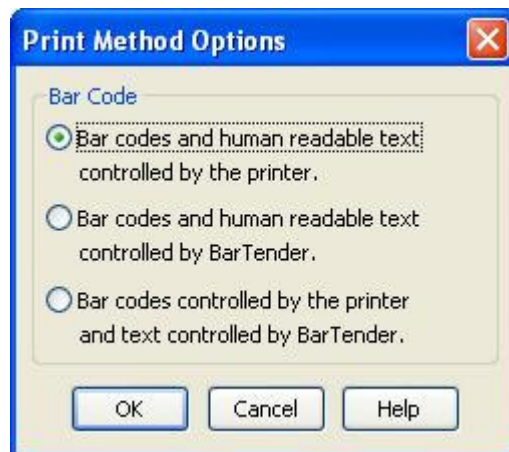 Print Method Options
Bar Code
Bar codes and human readable text
controlled by the printer.
Bar codes and human readable text
controlled by BarTender.
Bar codes controlled by the printer
and text controlled by BarTender.
OK Cancel Help